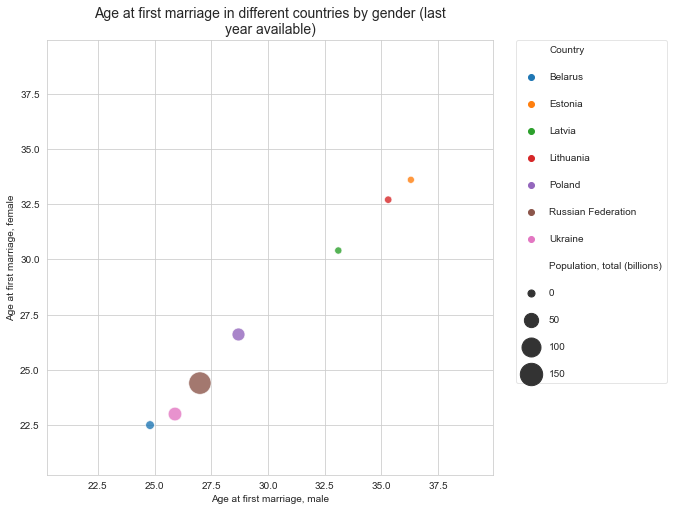 Age at first marriage in different countries by gender (last
year available)
Age at first marriage, female
37.5
35.0
32.5
30.0
27.5
25.0
22.5
22.5
25.0
27.5
30.0
32.5
35.0
37.5
Age at first marriage, male
Country
Belarus
Estonia
Latvia
Lithuania
Poland
Russian Federation
Ukraine
Population, total (billions)
0
50
100
150